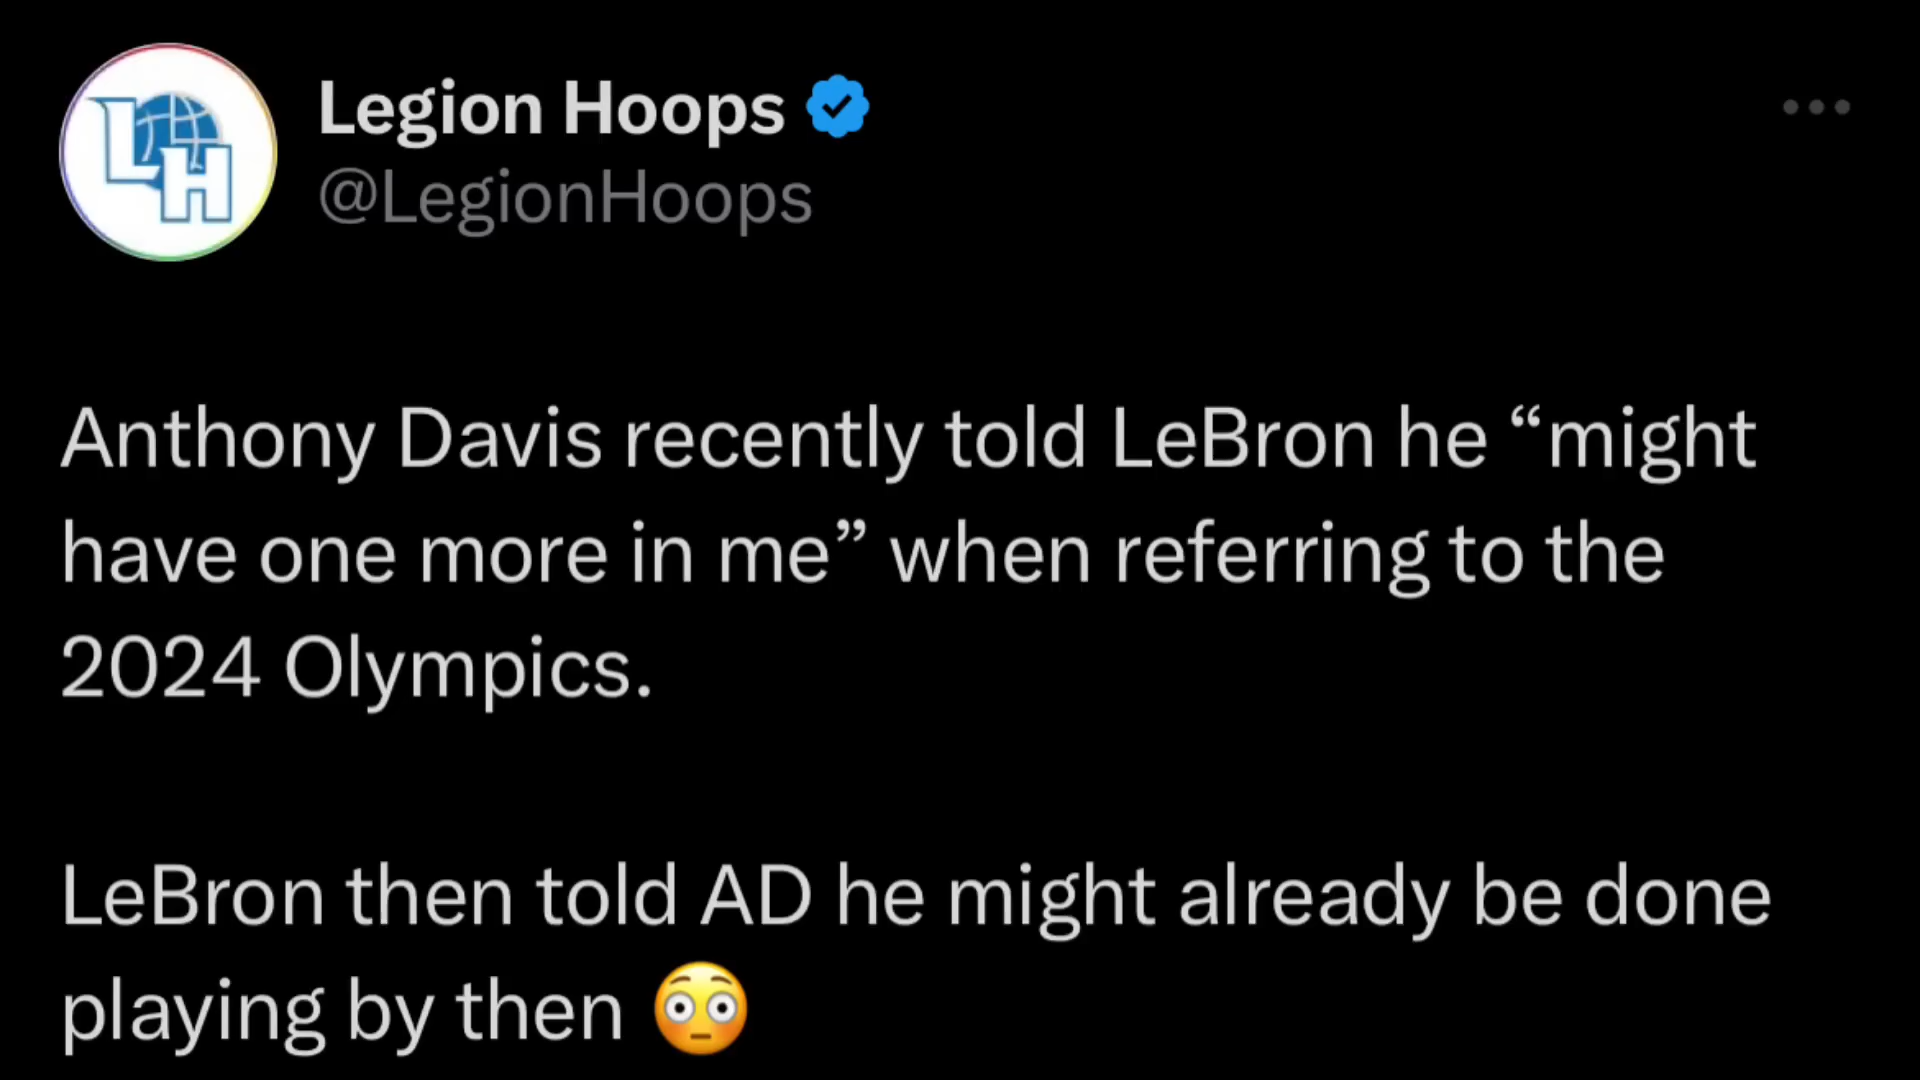 LH
Legion Hoops
@LegionHoops
Anthony Davis recently told LeBron he “might
have one more in me” when referring to the
2024 Olympics.
LeBron then told AD he might already be done
playing by then 😳